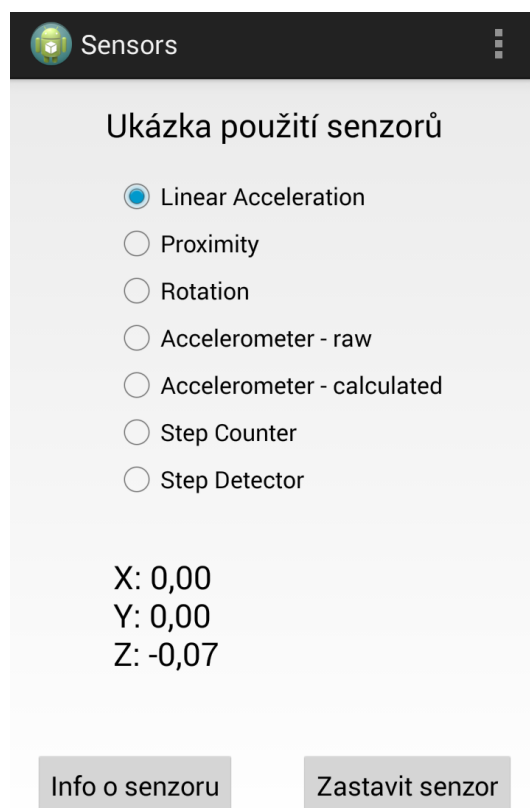 Sensors
Ukázka použití senzorů
Linear Acceleration
Proximity
Rotation
Accelerometer - raw
Accelerometer - calculated
Step Counter
Step Detector
X: 0,00
Y: 0,00
Z: -0,07
Info o senzoru Zastavit senzor